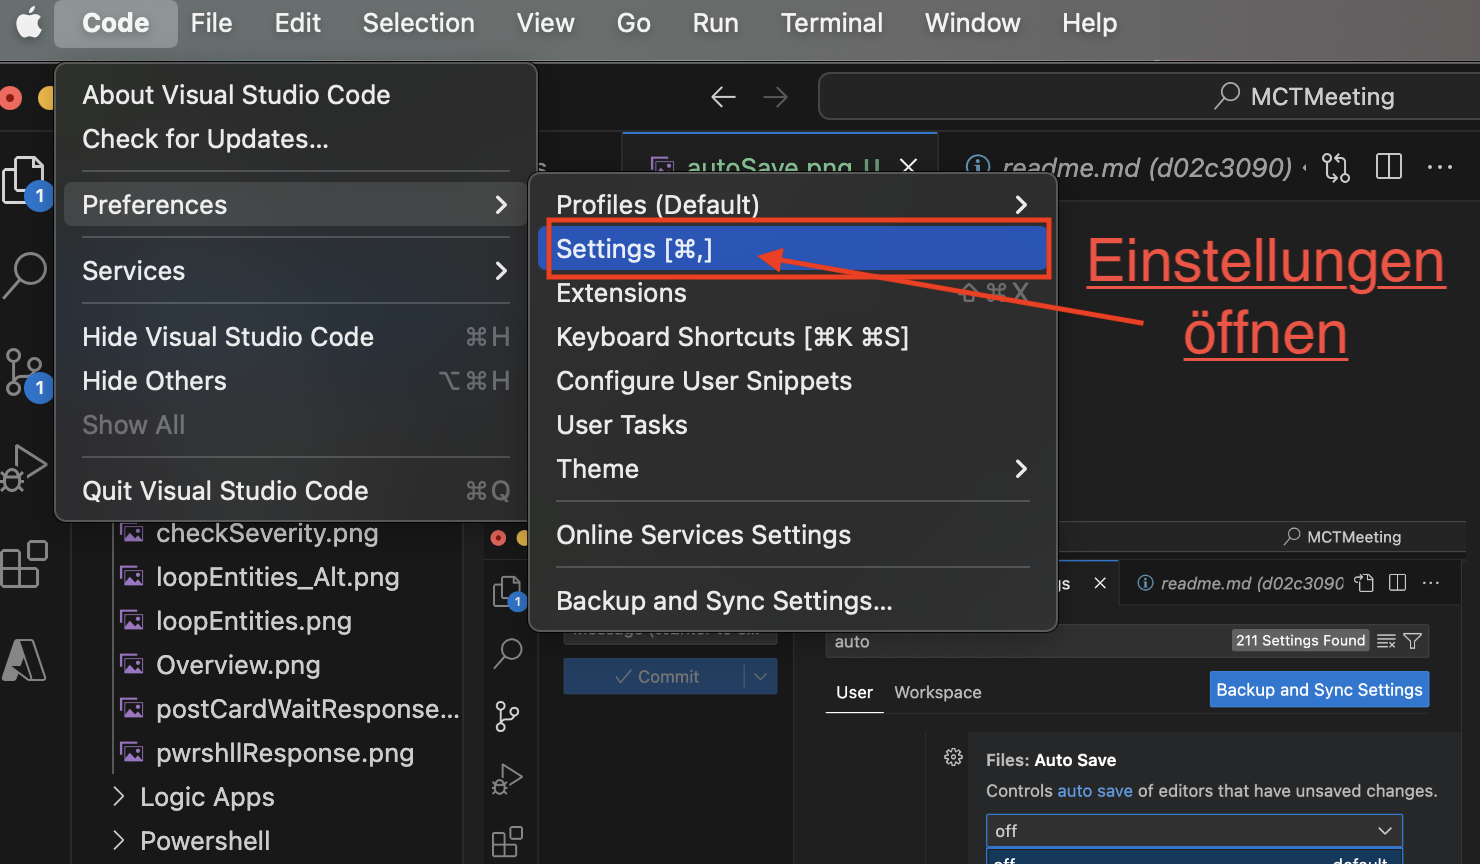 Code File Edit Selection View Go Run Terminal Window Help
About Visual Studio Code
Check for Updates...
Preferences
Services
Hide Visual Studio Code ⌘H
Hide Others ⌥⌘H
Show All
Quit Visual Studio Code ⌘Q
MCTMeeting
autoSave.png U
readme.md (d02c3090)
Profiles (Default)
Settings [⌘,]
Extensions ⇧⌘X
Keyboard Shortcuts [⌘K ⌘S]
Configure User Snippets
User Tasks
Theme
Online Services Settings
Backup and Sync Settings...
Einstellungen
öffnen
1
1
checkSeverity.png
loopEntities_Alt.png
loopEntities.png
Overview.png
postCardWaitResponse...
pwrshllResponse.png
Logic Apps
Powershell
MCTMeeting
readme.md (d02c3090
1
auto
211 Settings Found
Commit
User Workspace
Backup and Sync Settings
Files: Auto Save
Controls auto save of editors that have unsaved changes.
off
off default